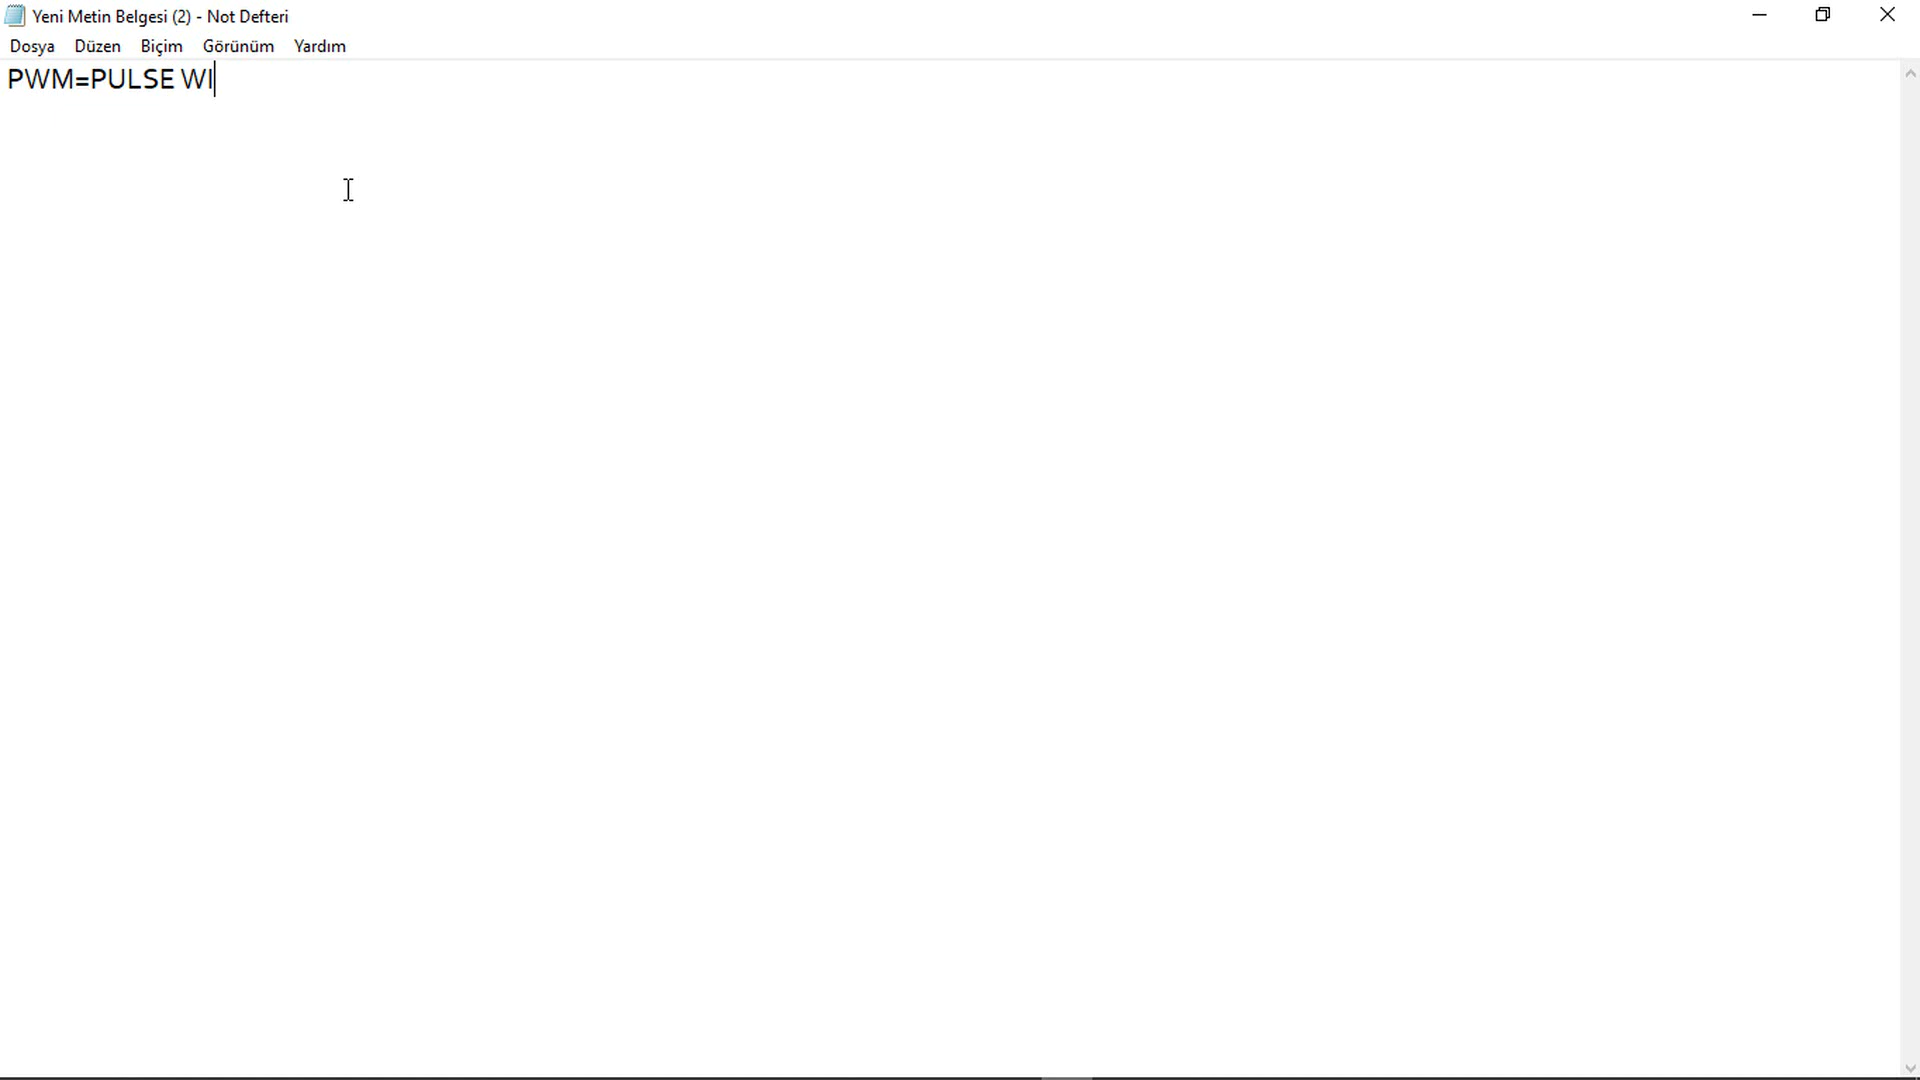 Yeni Metin Belgesi (2) - Not Defteri
Dosya Düzen Biçim Görünüm Yardım
PWM=PULSE WI